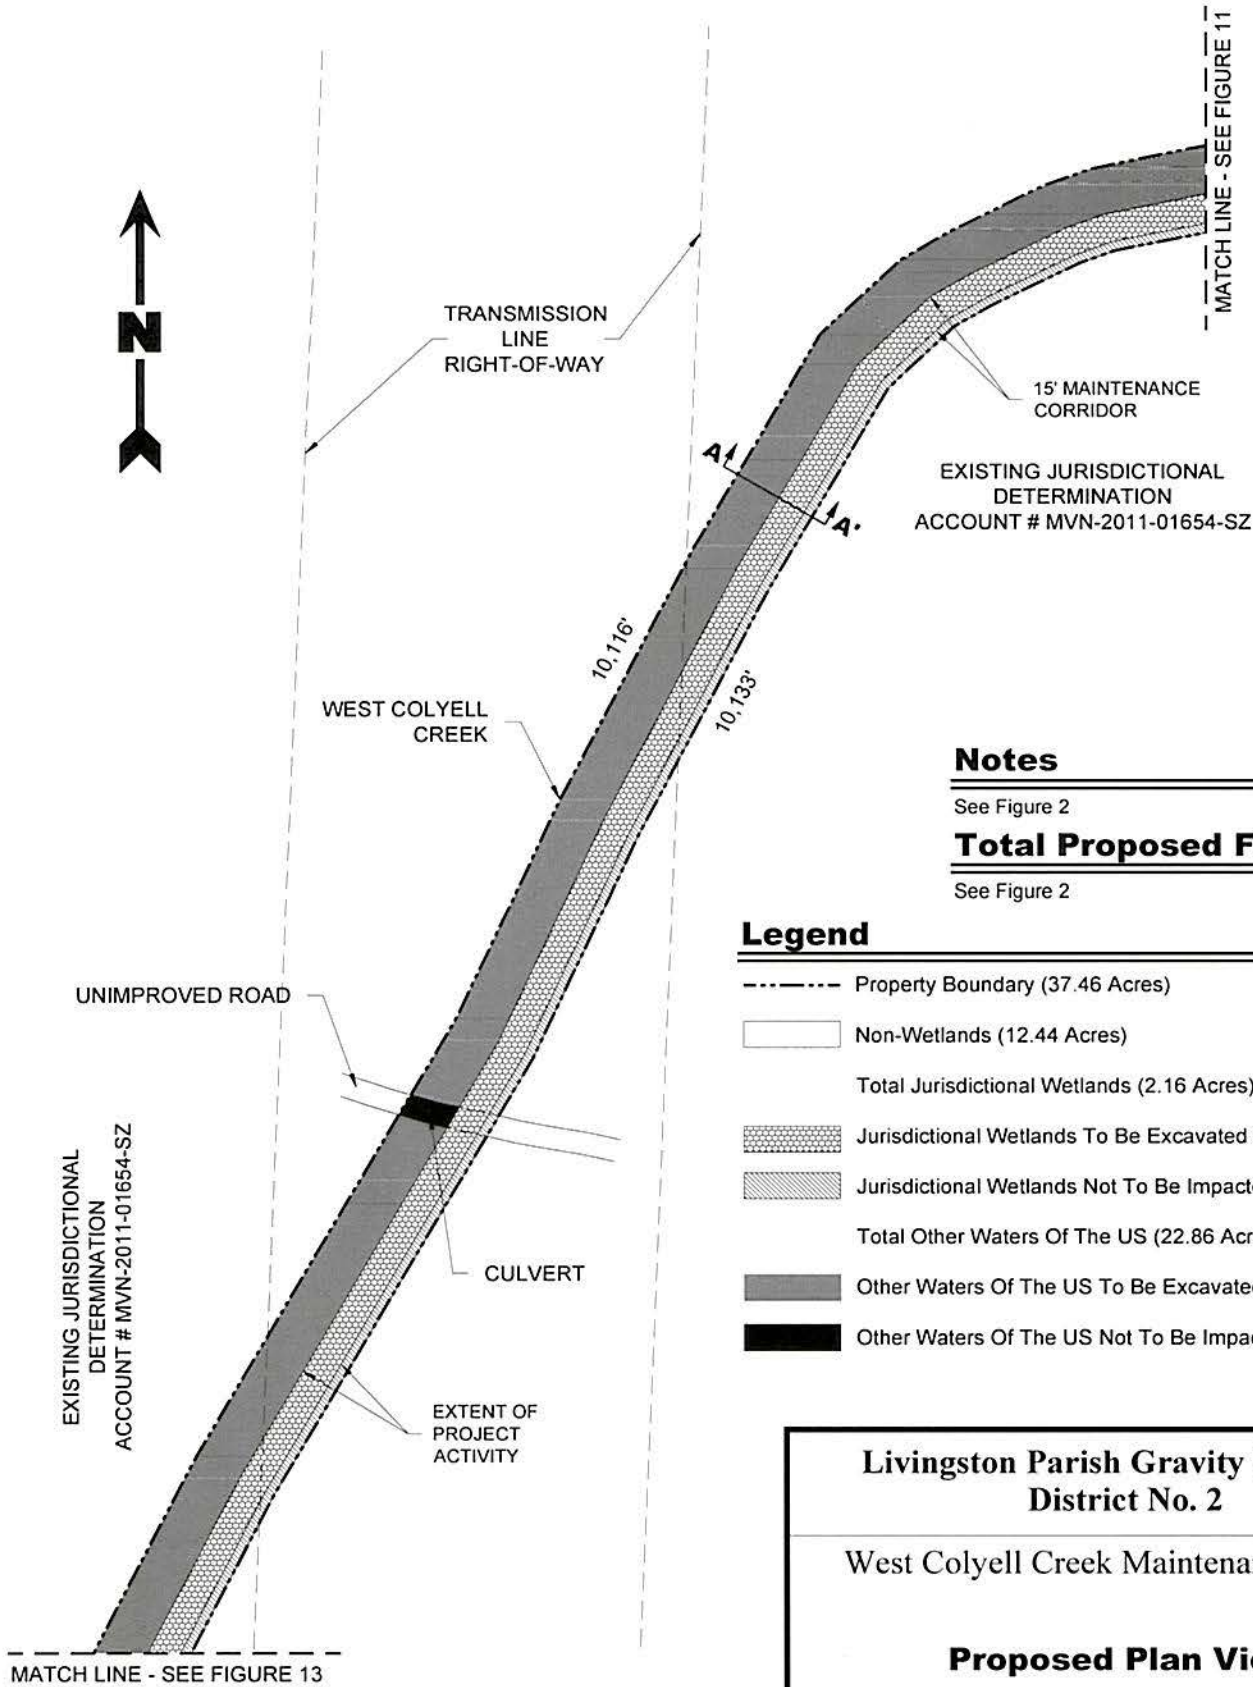 MATCH LINE - SEE FIGURE 11
N
TRANSMISSION
LINE
RIGHT-OF-WAY
15' MAINTENANCE
CORRIDOR
A
A'
EXISTING JURISDICTIONAL
DETERMINATION
ACCOUNT # MVN-2011-01654-SZ
10,116'
10,133'
WEST COLYELL
CREEK
Notes
See Figure 2
Total Proposed F
See Figure 2
Legend
Property Boundary (37.46 Acres)
Non-Wetlands (12.44 Acres)
Total Jurisdictional Wetlands (2.16 Acres)
Jurisdictional Wetlands To Be Excavated
Jurisdictional Wetlands Not To Be Impacte
Total Other Waters Of The US (22.86 Acr
Other Waters Of The US To Be Excavated
Other Waters Of The US Not To Be Impac
UNIMPROVED ROAD
CULVERT
EXISTING JURISDICTIONAL
DETERMINATION
ACCOUNT # MVN-2011-01654-SZ
EXTENT OF
PROJECT
ACTIVITY
MATCH LINE - SEE FIGURE 13
Livingston Parish Gravity
District No. 2
West Colyell Creek Maintena
Proposed Plan Vie